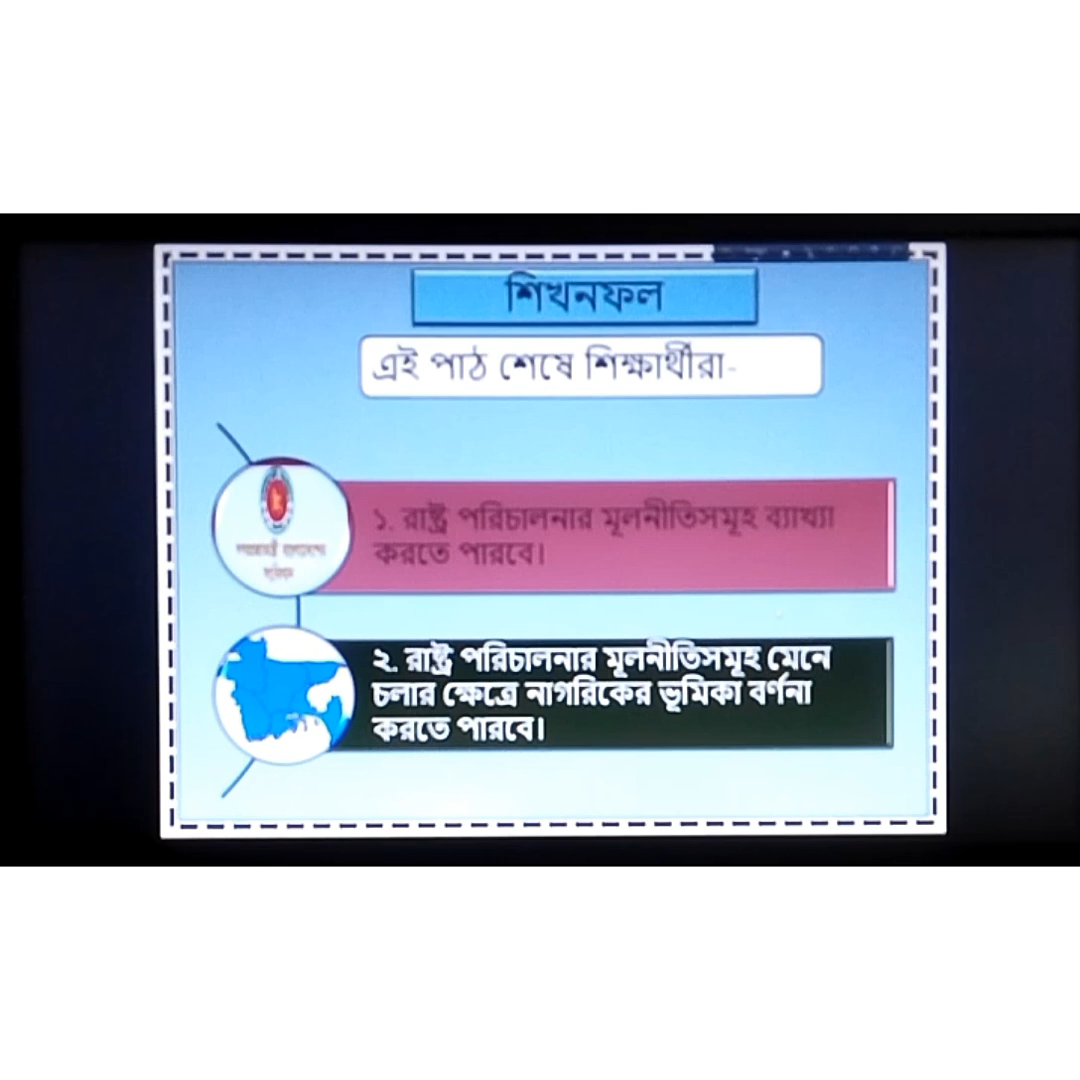 শিখনফল
এই পাঠ শেষে শিক্ষার্থীরা-
১. রাষ্ট্র পরিচালনার মূলনীতিসমূহ ব্যাখ্যা
করতে পারবে।
২. রাষ্ট্র পরিচালনার মূলনীতিসমূহ মেনে
চলার ক্ষেত্রে নাগরিকের ভূমিকা বর্ণনা
করতে পারবে।